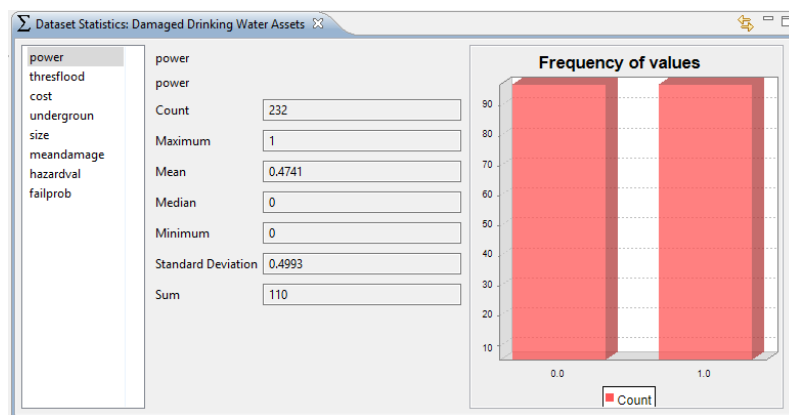 Σ Dataset Statistics: Damaged Drinking Water Assets
power
thresflood
cost
undergroun
size
meandamage
hazardval
failprob
power
power
Count 232
Maximum 1
Mean 0.4741
Median 0
Minimum 0
Standard Deviation 0.4993
Sum 110
Frequency of values
90
80
70
60
50
40
30
20
10
0.0 1.0
Count